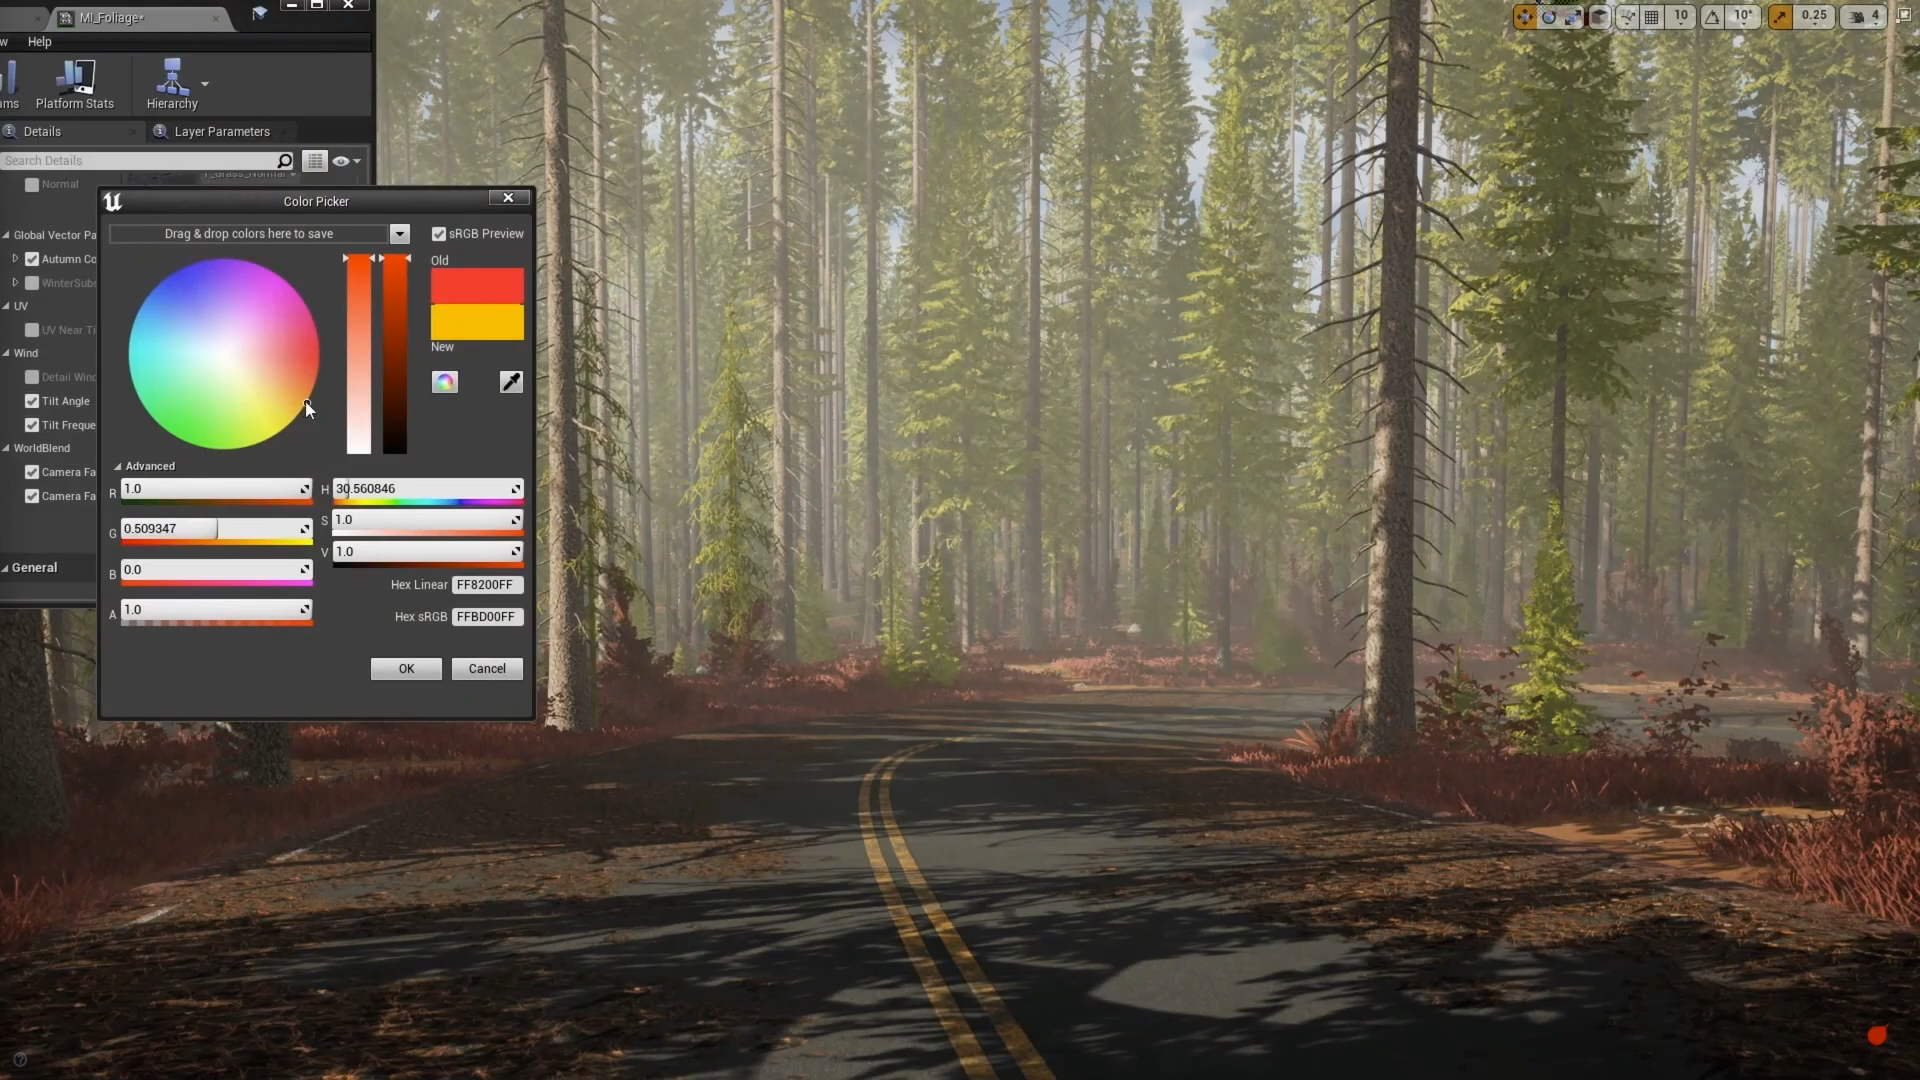 MI_Foliage*
w
Help
ams
Platform Stats
Hierarchy
Details
Layer Parameters
Search Details
Normal
T_Grass_Normal
Global Vector Pa
Autumn Co
WinterSubs
UV
UV Near Ti
Wind
Detail Wind
Tilt Angle
Tilt Freque
WorldBlend
Camera Fa
Camera Fa
General
Color Picker
Drag & drop colors here to save
sRGB Preview
Old
New
Advanced
R 1.0
G 0.509347
B 0.0
A 1.0
H 30.560846
S 1.0
V 1.0
Hex Linear FF8200FF
Hex sRGB FFBD00FF
OK
Cancel
10
10°
0.25
4